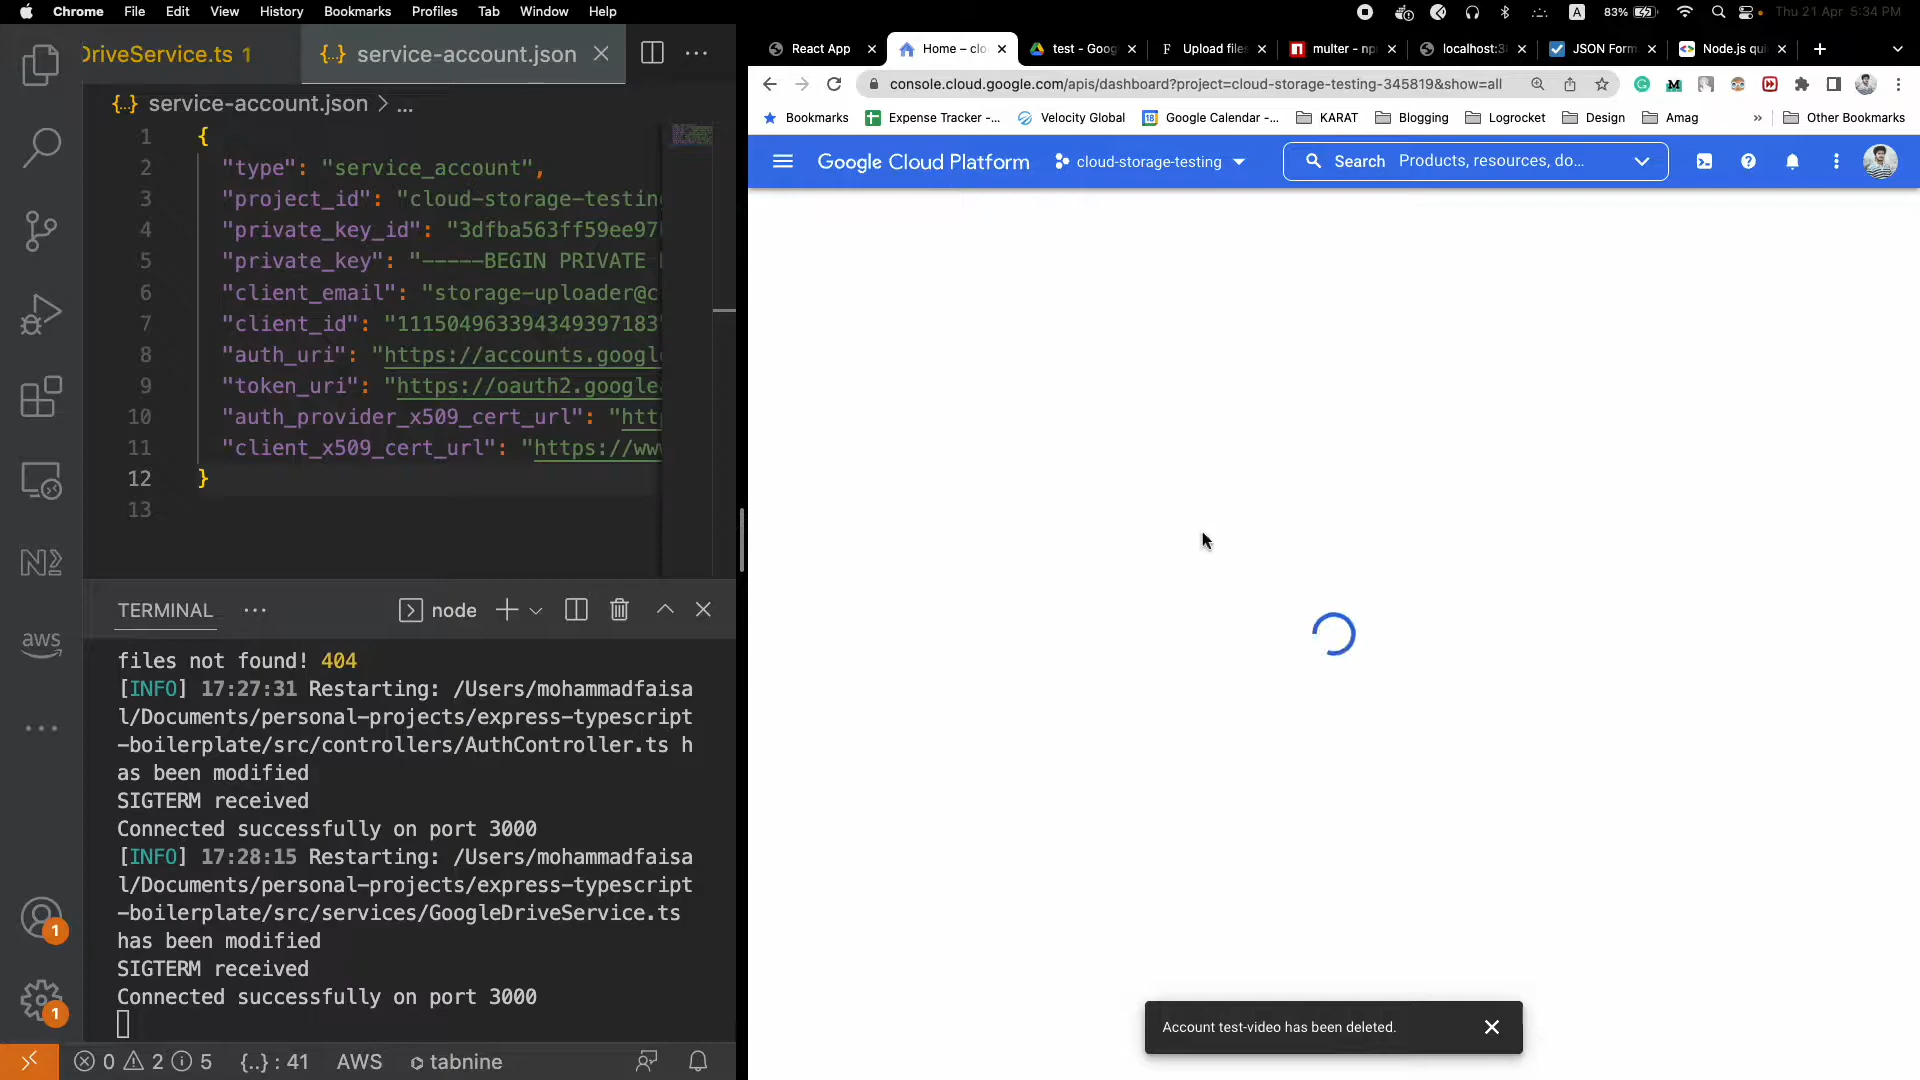 Chrome File Edit View History Bookmarks Profiles Tab Window Help
A 83% Thu 21 Apr 5:34 PM
DriveService.ts 1
{..} service-account.json
{..} service-account.json > ...
1 {
2 "type": "service_account",
3 "project_id": "cloud-storage-testin
4 "private_key_id": "3dfba563ff59ee97
5 "private_key": "-----BEGIN PRIVATE
6 "client_email": "storage-uploader@c
7 "client_id": "111504963394349397183
8 "auth_uri": "https://accounts.googl
9 "token_uri": "https://oauth2.google
10 "auth_provider_x509_cert_url": "htt
11 "client_x509_cert_url": "https://ww
12 }
13
TERMINAL ... node
files not found! 404
[INFO] 17:27:31 Restarting: /Users/mohammadfaisa
l/Documents/personal-projects/express-typescript
-boilerplate/src/controllers/AuthController.ts h
as been modified
SIGTERM received
Connected successfully on port 3000
[INFO] 17:28:15 Restarting: /Users/mohammadfaisa
l/Documents/personal-projects/express-typescript
-boilerplate/src/services/GoogleDriveService.ts
has been modified
SIGTERM received
Connected successfully on port 3000
aws
1
1
0 2 5 {..} : 41 AWS tabnine
React App
Home – clo
test - Goog
Upload file
multer - np
localhost:3
JSON Form
Node.js qui
console.cloud.google.com/apis/dashboard?project=cloud-storage-testing-345819&show=all
Bookmarks Expense Tracker -... Velocity Global Google Calendar -... KARAT Blogging Logrocket Design Amag » Other Bookmarks
Google Cloud Platform cloud-storage-testing Search Products, resources, do...
Account test-video has been deleted.